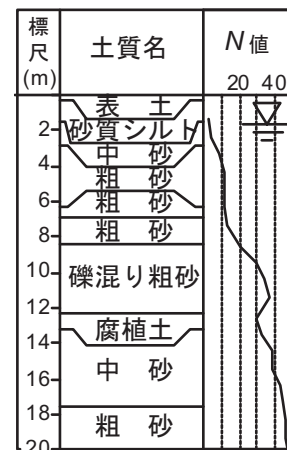 標尺(m) 土質名 N値
20 40
表土
2 砂質シルト
4 中砂
粗砂
6 粗砂
8 粗砂
10 礫混り粗砂
12
14 腐植土
16 中砂
18 粗砂
20